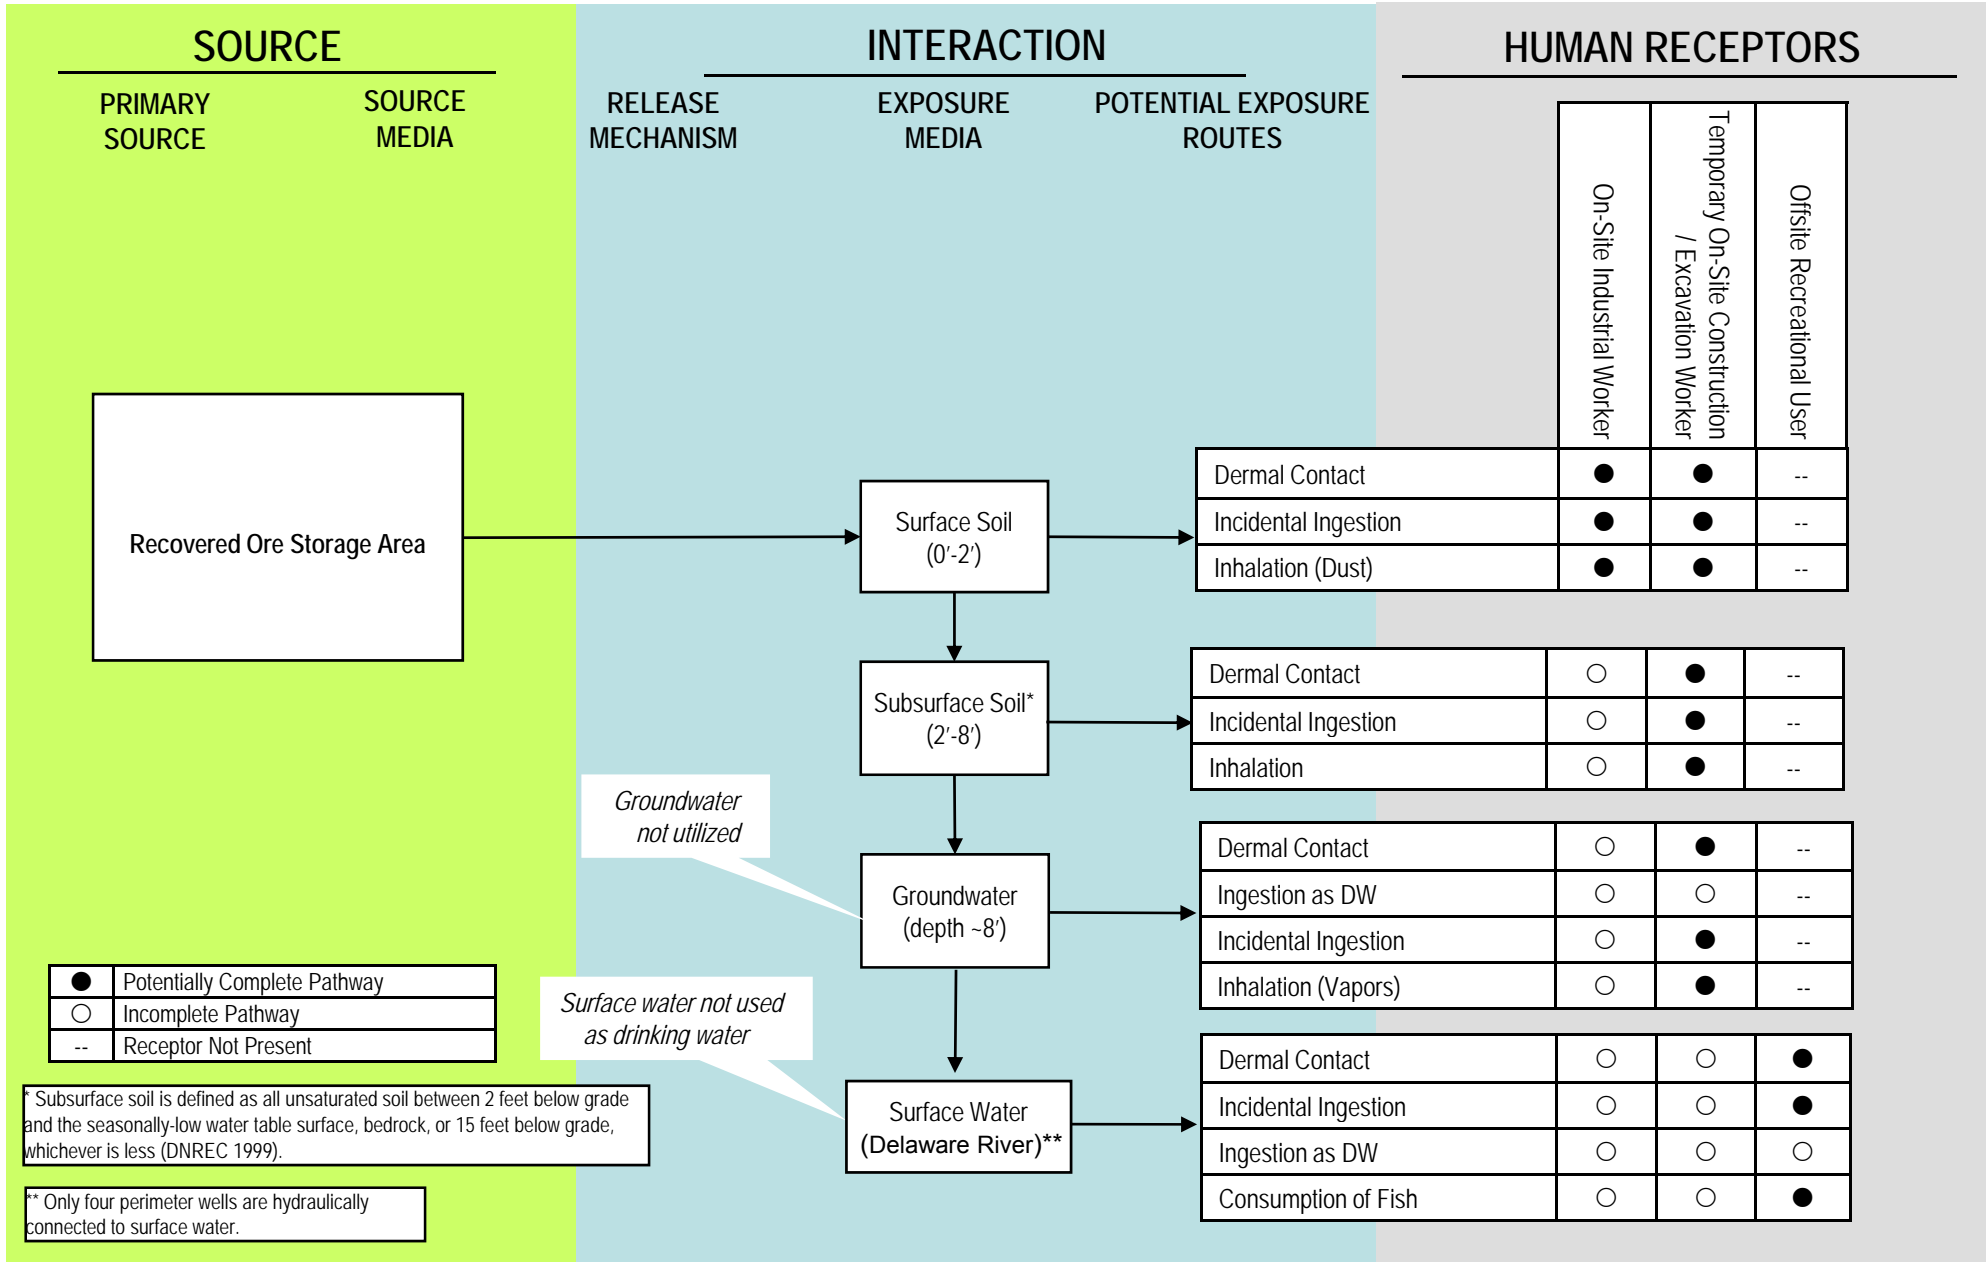 SOURCE
INTERACTION
HUMAN RECEPTORS
PRIMARY
SOURCE
SOURCE
MEDIA
RELEASE
MECHANISM
EXPOSURE
MEDIA
POTENTIAL EXPOSURE
ROUTES
On-Site Industrial Worker
Temporary On-Site Construction
/ Excavation Worker
Offsite Recreational User
Recovered Ore Storage Area
Surface Soil
(0'-2')
Dermal Contact ● ● --
Incidental Ingestion ● ● --
Inhalation (Dust) ● ● --
Subsurface Soil*
(2'-8')
Dermal Contact ○ ● --
Incidental Ingestion ○ ● --
Inhalation ○ ● --
Groundwater
not utilized
Groundwater
(depth ~8')
Dermal Contact ○ ● --
Ingestion as DW ○ ○ --
Incidental Ingestion ○ ● --
Inhalation (Vapors) ○ ● --
Surface water not used
as drinking water
Surface Water
(Delaware River)**
Dermal Contact ○ ○ ●
Incidental Ingestion ○ ○ ●
Ingestion as DW ○ ○ ○
Consumption of Fish ○ ○ ●
● Potentially Complete Pathway
○ Incomplete Pathway
-- Receptor Not Present
* Subsurface soil is defined as all unsaturated soil between 2 feet below grade
and the seasonally-low water table surface, bedrock, or 15 feet below grade,
whichever is less (DNREC 1999).
** Only four perimeter wells are hydraulically
connected to surface water.